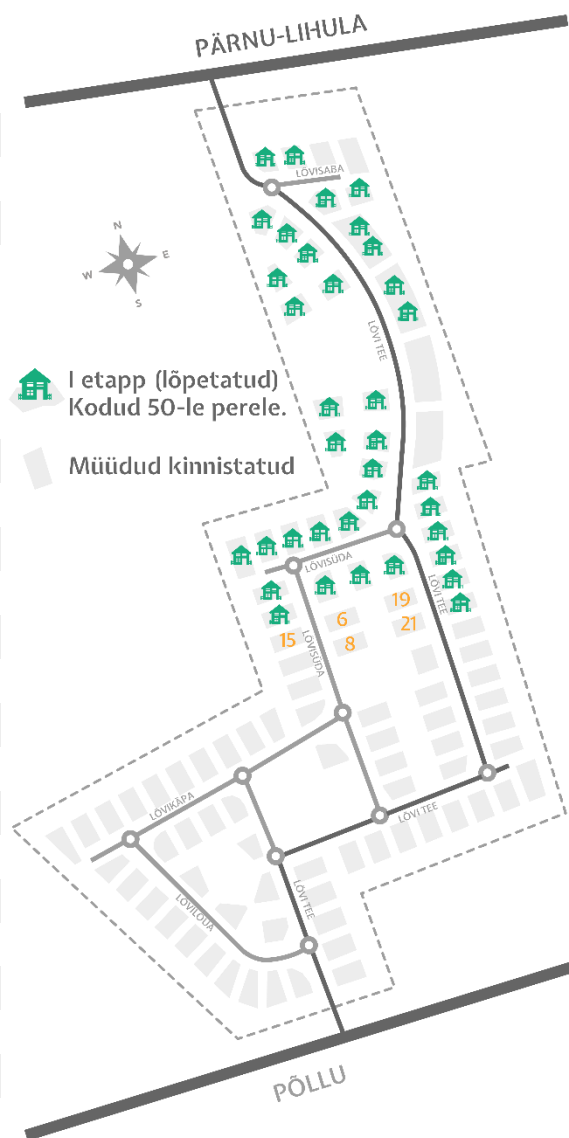 PÄRNU-LIHULA
LÕVISABA
N
W
E
S
LÕVI TEE
I etapp (lõpetatud)
Kodud 50-le perele.
Müüdud kinnistatud
LÕVISÜDA
LÕVI TEE
19
6
21
15
8
LÕVISÜDA
LÕVIKÄPA
LÕVI TEE
LÕVILÕUA
LÕVI TEE
PÕLLU